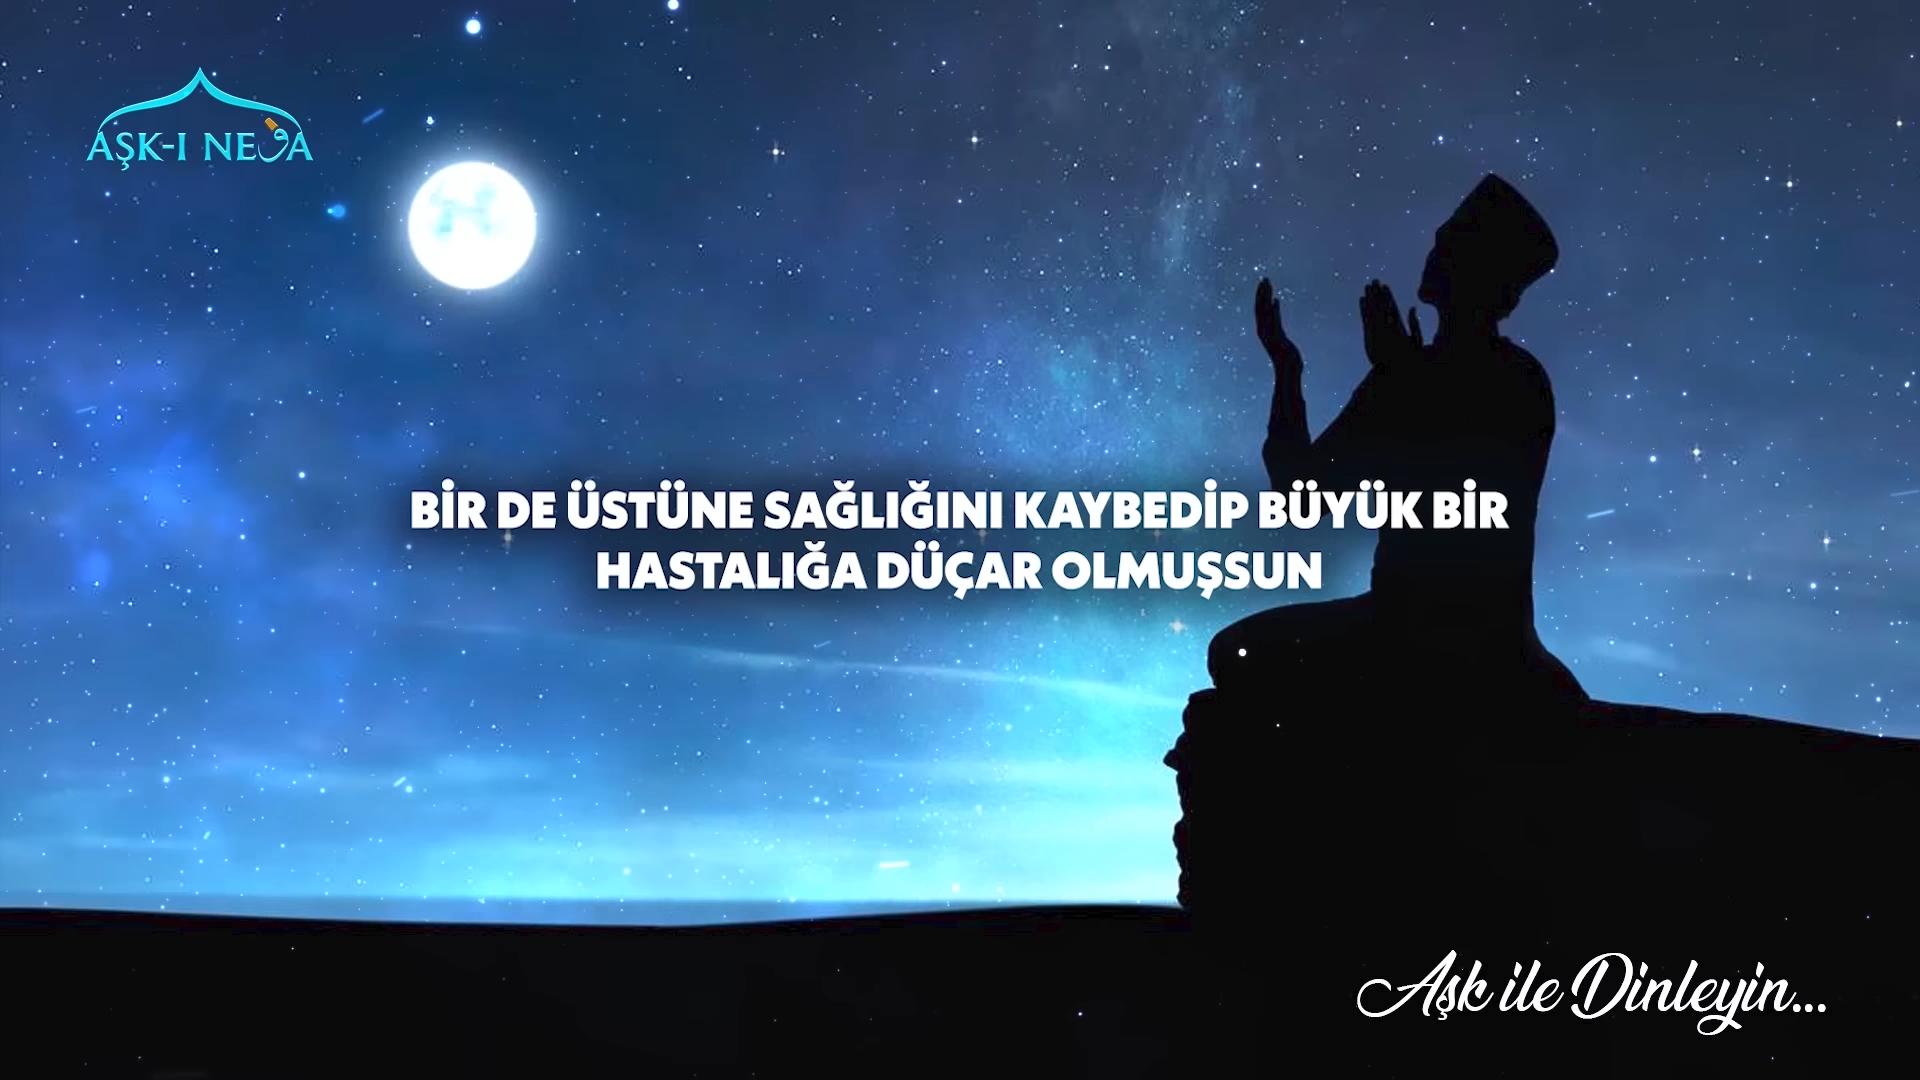 AŞK-I NEVA
BİR DE ÜSTÜNE SAĞLIĞINI KAYBEDİP BÜYÜK BİR
HASTALIĞA DÜÇAR OLMUŞSUN
Aşk ile Dinleyin...